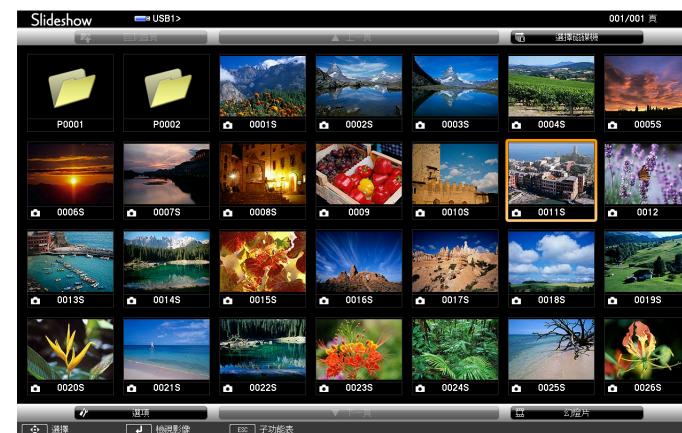 Slideshow USB1> 001/001 頁
回到首頁 ▲ 上一頁 選擇磁碟機
P0001 P0002 0001S 0002S 0003S 0004S 0005S
0006S 0007S 0008S 0009 0010S 0011S 0012
0013S 0014S 0015S 0016S 0017S 0018S 0019S
0020S 0021S 0022S 0023S 0024S 0025S 0026S
選項 ▼ 下一頁 幻燈片
選擇 檢視影像 ESC 子功能表